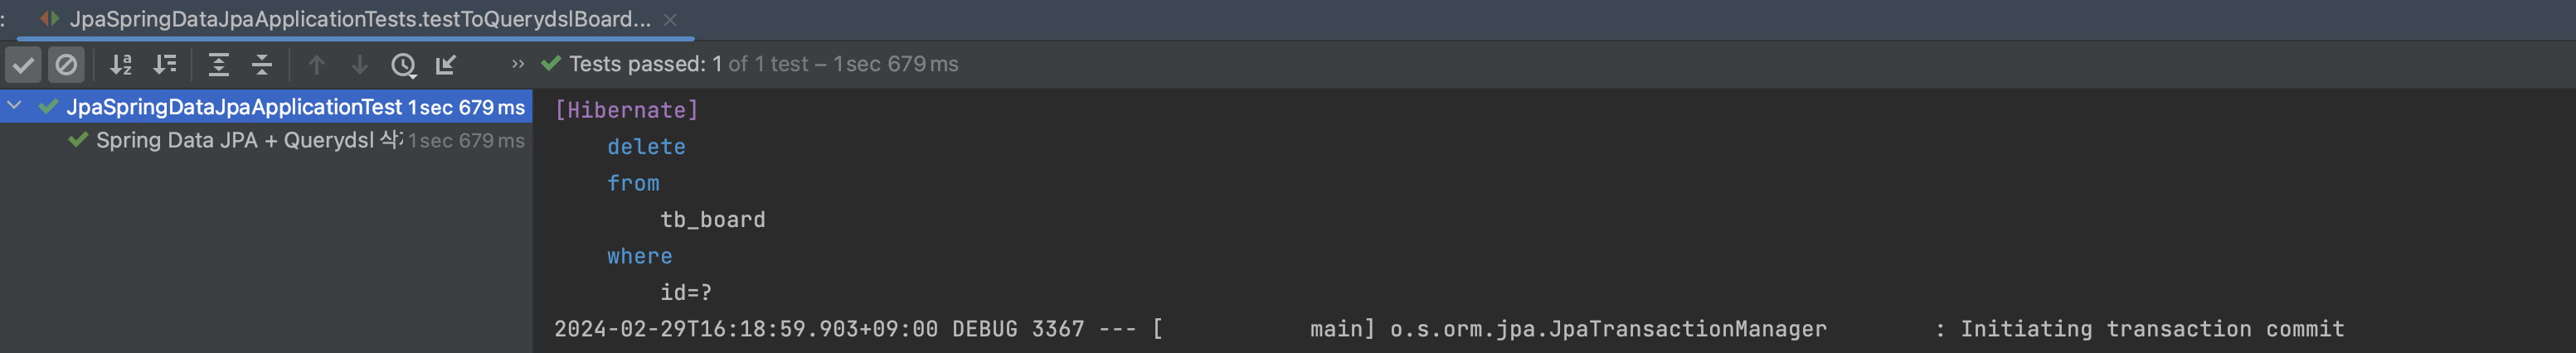 : JpaSpringDataJpaApplicationTests.testToQuerydslBoard... ×
» Tests passed: 1 of 1 test – 1 sec 679 ms
JpaSpringDataJpaApplicationTest 1 sec 679 ms
Spring Data JPA + Querydsl 1 sec 679 ms
[Hibernate]
delete
from
tb_board
where
id=?
2024-02-29T16:18:59.903+09:00 DEBUG 3367 --- [           main] o.s.orm.jpa.JpaTransactionManager        : Initiating transaction commit